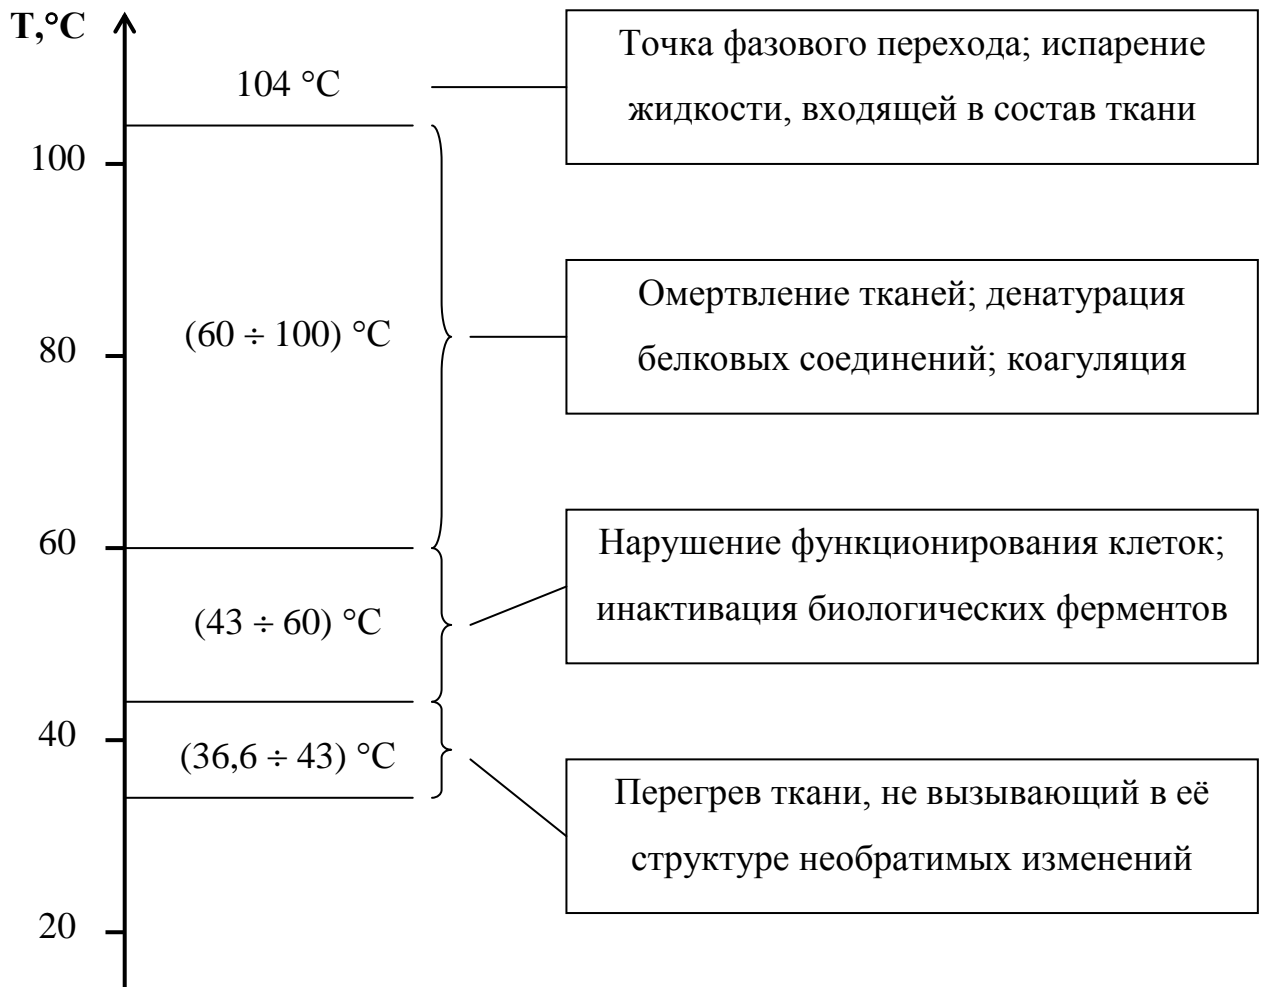 T,°C
104 °C
Точка фазового перехода; испарение
жидкости, входящей в состав ткани
100
(60 ÷ 100) °C
Омертвление тканей; денатурация
белковых соединений; коагуляция
80
60
Нарушение функционирования клеток;
инактивация биологических ферментов
(43 ÷ 60) °C
40
(36,6 ÷ 43) °C
Перегрев ткани, не вызывающий в её
структуре необратимых изменений
20